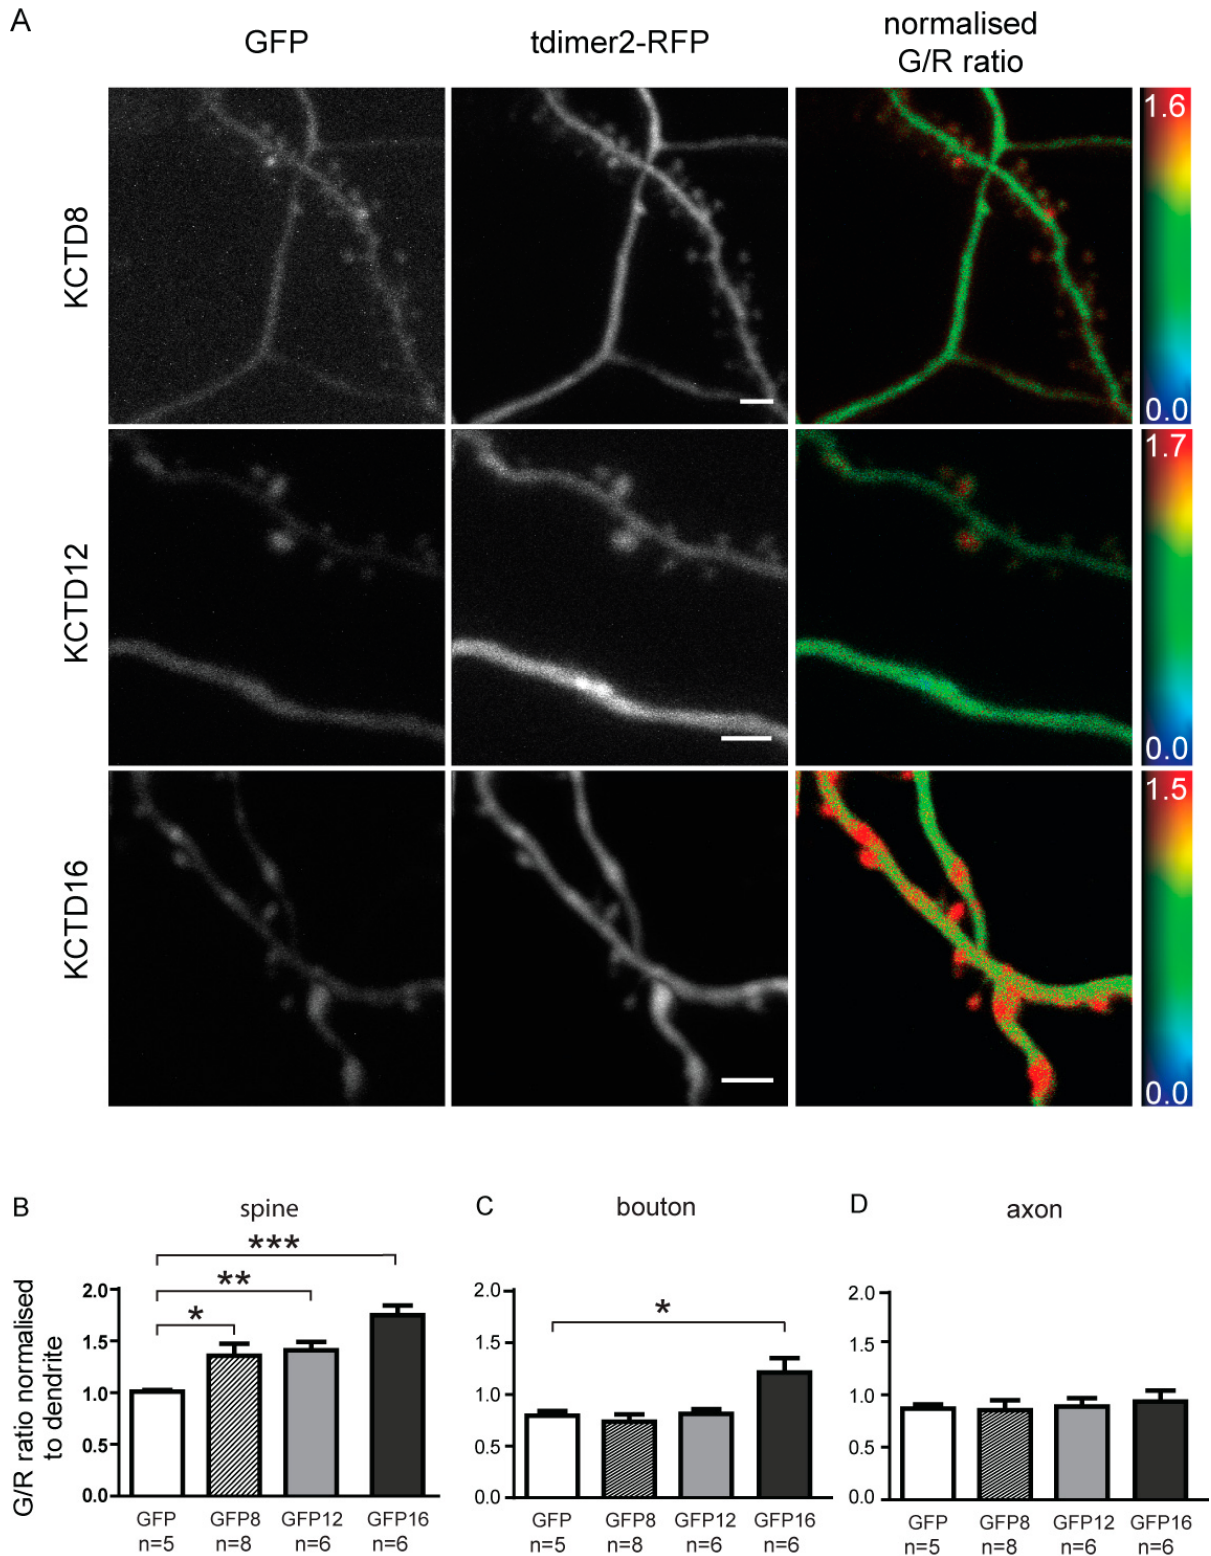 A
GFP
tdimer2-RFP
normalised
G/R ratio
KCTD8
1.6
0.0
KCTD12
1.7
0.0
KCTD16
1.5
0.0
B
spine
G/R ratio normalised
to dendrite
***
**
*
2.0
1.5
1.0
0.5
0.0
GFP GFP8 GFP12 GFP16
n=5 n=8 n=6 n=6
C
bouton
*
2.0
1.5
1.0
0.5
0.0
GFP GFP8 GFP12 GFP16
n=5 n=8 n=6 n=6
D
axon
2.0
1.5
1.0
0.5
0.0
GFP GFP8 GFP12 GFP16
n=5 n=8 n=6 n=6